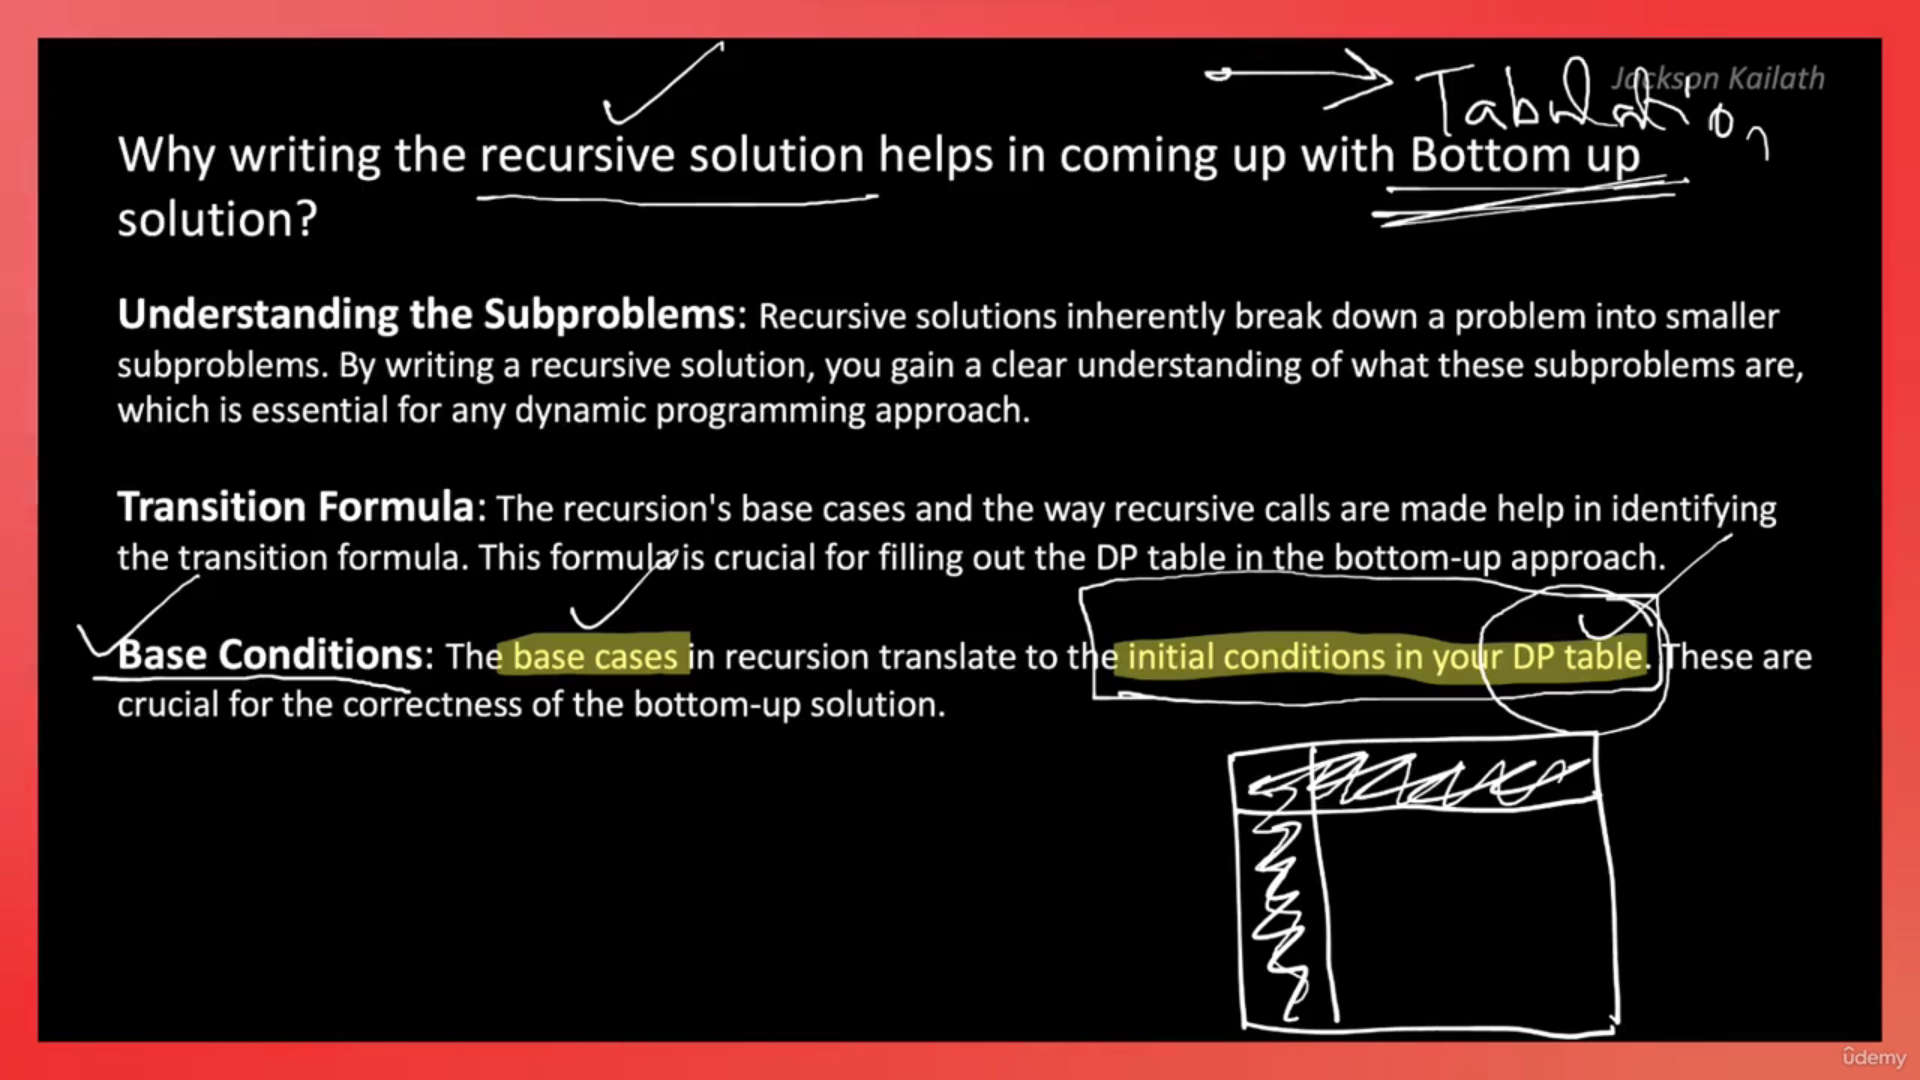 Jackson Kailath
Tabulation
Why writing the recursive solution helps in coming up with Bottom up
solution?
Understanding the Subproblems: Recursive solutions inherently break down a problem into smaller
subproblems. By writing a recursive solution, you gain a clear understanding of what these subproblems are,
which is essential for any dynamic programming approach.
Transition Formula: The recursion's base cases and the way recursive calls are made help in identifying
the transition formula. This formula is crucial for filling out the DP table in the bottom-up approach.
Base Conditions: The base cases in recursion translate to the initial conditions in your DP table. These are
crucial for the correctness of the bottom-up solution.
ûdemy